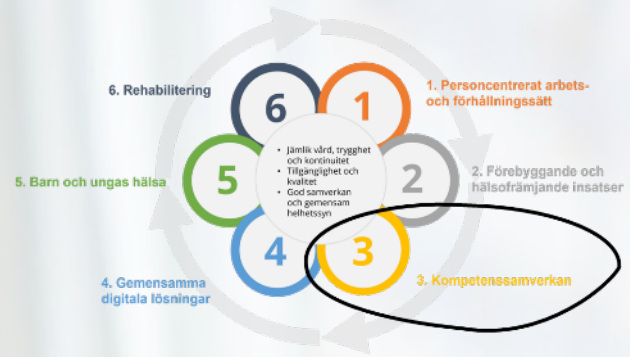 6. Rehabilitering
6
1
1. Personcentrerat arbets-
och förhållningssätt
5. Barn och ungas hälsa
5
• Jämlik vård, trygghet
och kontinuitet
• Tillgänglighet och
kvalitet
• God samverkan
och gemensam
helhetssyn
2
2. Förebyggande och
hälsofrämjande insatser
4. Gemensamma
digitala lösningar
4
3
3. Kompetenssamverkan